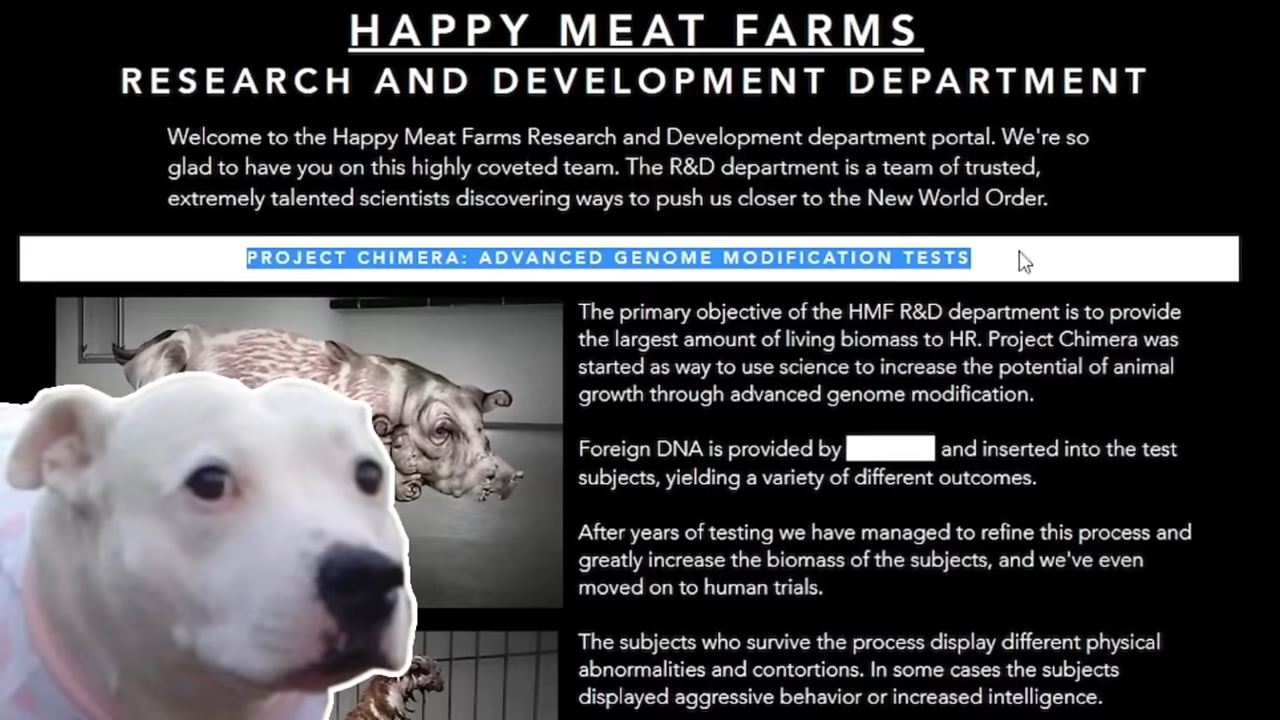 HAPPY MEAT FARMS
RESEARCH AND DEVELOPMENT DEPARTMENT
Welcome to the Happy Meat Farms Research and Development department portal. We're so
glad to have you on this highly coveted team. The R&D department is a team of trusted,
extremely talented scientists discovering ways to push us closer to the New World Order.
PROJECT CHIMERA: ADVANCED GENOME MODIFICATION TESTS
The primary objective of the HMF R&D department is to provide
the largest amount of living biomass to HR. Project Chimera was
started as way to use science to increase the potential of animal
growth through advanced genome modification.
Foreign DNA is provided by and inserted into the test
subjects, yielding a variety of different outcomes.
After years of testing we have managed to refine this process and
greatly increase the biomass of the subjects, and we've even
moved on to human trials.
The subjects who survive the process display different physical
abnormalities and contortions. In some cases the subjects
displayed aggressive behavior or increased intelligence.